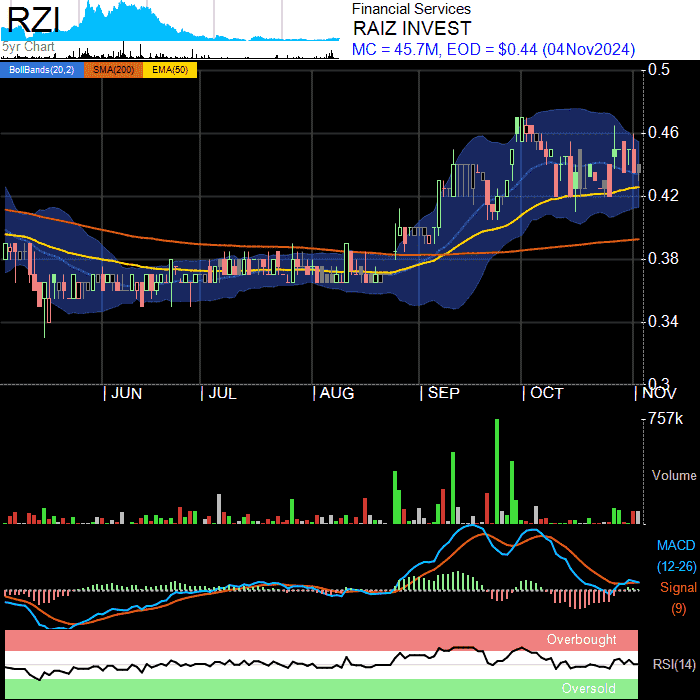 RZI
5yr Chart
Financial Services
RAIZ INVEST
MC = 45.7M, EOD = $0.44 (04Nov2024)
BollBands(20,2) SMA(200) EMA(50)
0.5
0.46
0.42
0.38
0.34
0.3
JUN JUL AUG SEP OCT NOV
757k
Volume
MACD
(12-26)
Signal
(9)
Overbought
RSI(14)
Oversold